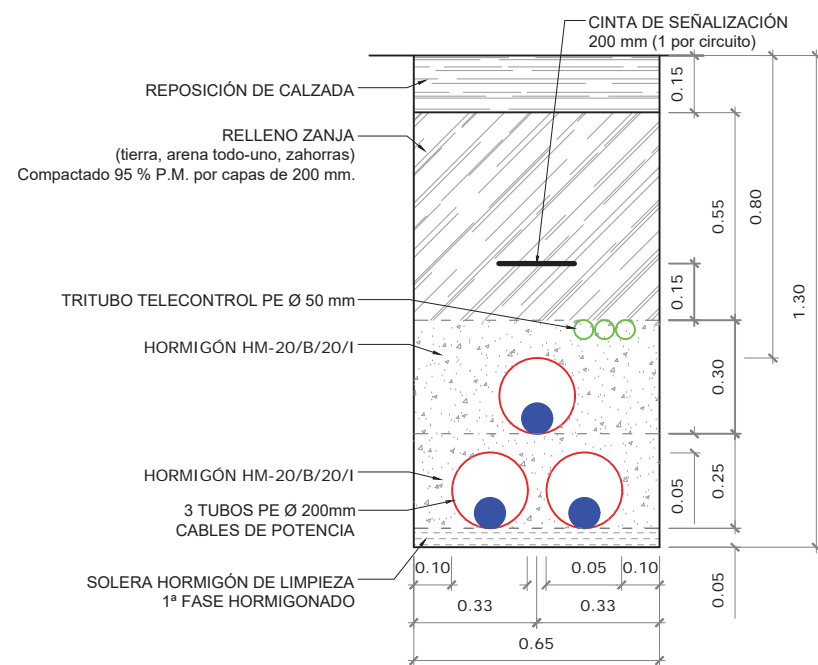 CINTA DE SEÑALIZACIÓN
200 mm (1 por circuito)
REPOSICIÓN DE CALZADA
RELLENO ZANJA
(tierra, arena todo-uno, zahorras)
Compactado 95 % P.M. por capas de 200 mm.
TRITUBO TELECONTROL PE Ø 50 mm
HORMIGÓN HM-20/B/20/I
HORMIGÓN HM-20/B/20/I
3 TUBOS PE Ø 200mm
CABLES DE POTENCIA
SOLERA HORMIGÓN DE LIMPIEZA
1ª FASE HORMIGONADO
0.15
0.55
0.80
0.15
1.30
0.30
0.05
0.25
0.05
0.10
0.05
0.10
0.33
0.33
0.65